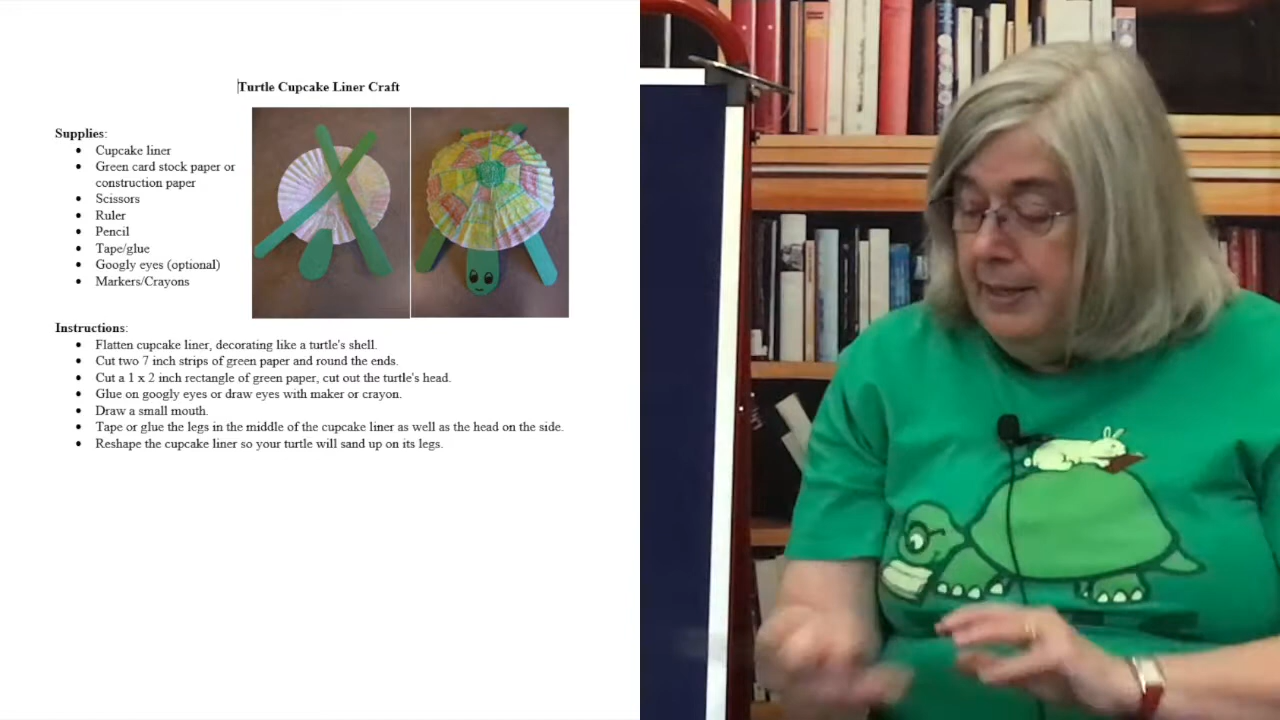 Turtle Cupcake Liner Craft
Supplies:
• Cupcake liner
• Green card stock paper or
construction paper
• Scissors
• Ruler
• Pencil
• Tape/glue
• Googly eyes (optional)
• Markers/Crayons
Instructions:
• Flatten cupcake liner, decorating like a turtle's shell.
• Cut two 7 inch strips of green paper and round the ends.
• Cut a 1 x 2 inch rectangle of green paper, cut out the turtle's head.
• Glue on googly eyes or draw eyes with maker or crayon.
• Draw a small mouth.
• Tape or glue the legs in the middle of the cupcake liner as well as the head on the side.
• Reshape the cupcake liner so your turtle will sand up on its legs.